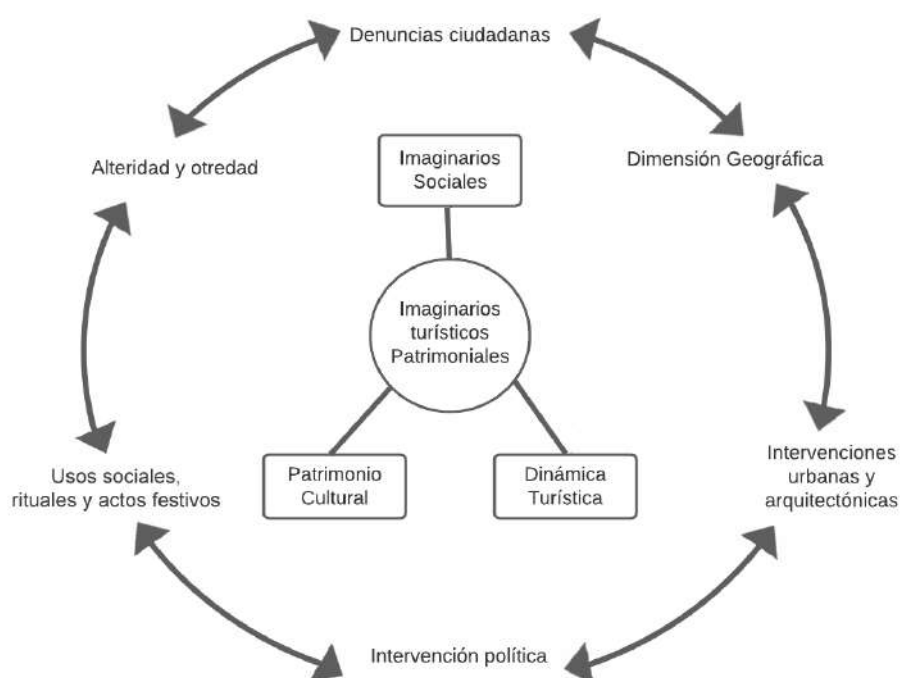 Denuncias ciudadanas
Alteridad y otredad
Imaginarios
Sociales
Dimensión Geográfica
Imaginarios
turísticos
Patrimoniales
Usos sociales,
rituales y actos festivos
Patrimonio
Cultural
Dinámica
Turística
Intervenciones
urbanas y
arquitectónicas
Intervención política